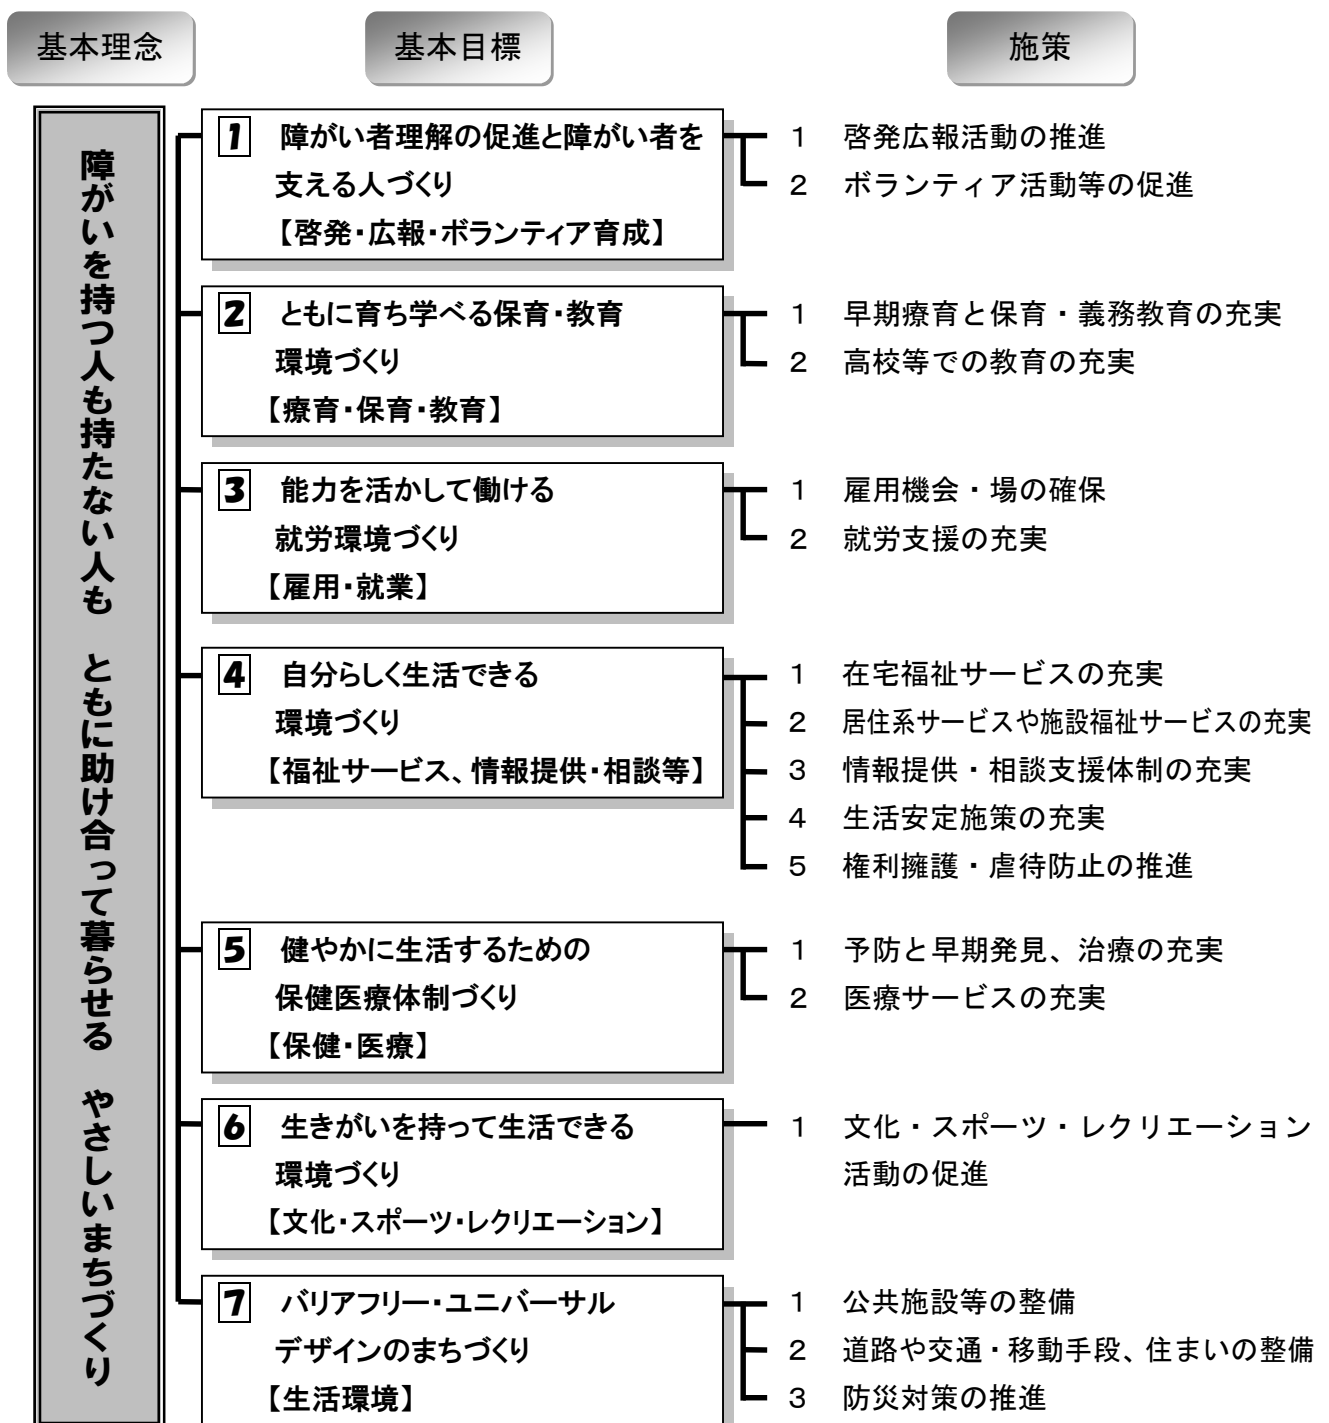 基本理念
基本目標
施策
障がいを持つ人も持たない人も　ともに助け合って暮らせる　やさしいまちづくり
1　障がい者理解の促進と障がい者を
支える人づくり
【啓発・広報・ボランティア育成】
1　啓発広報活動の推進
2　ボランティア活動等の促進
2　ともに育ち学べる保育・教育
環境づくり
【療育・保育・教育】
1　早期療育と保育・義務教育の充実
2　高校等での教育の充実
3　能力を活かして働ける
就労環境づくり
【雇用・就業】
1　雇用機会・場の確保
2　就労支援の充実
4　自分らしく生活できる
環境づくり
【福祉サービス、情報提供・相談等】
1　在宅福祉サービスの充実
2　居住系サービスや施設福祉サービスの充実
3　情報提供・相談支援体制の充実
4　生活安定施策の充実
5　権利擁護・虐待防止の推進
5　健やかに生活するための
保健医療体制づくり
【保健・医療】
1　予防と早期発見、治療の充実
2　医療サービスの充実
6　生きがいを持って生活できる
環境づくり
【文化・スポーツ・レクリエーション】
1　文化・スポーツ・レクリエーション
活動の促進
7　バリアフリー・ユニバーサル
デザインのまちづくり
【生活環境】
1　公共施設等の整備
2　道路や交通・移動手段、住まいの整備
3　防災対策の推進